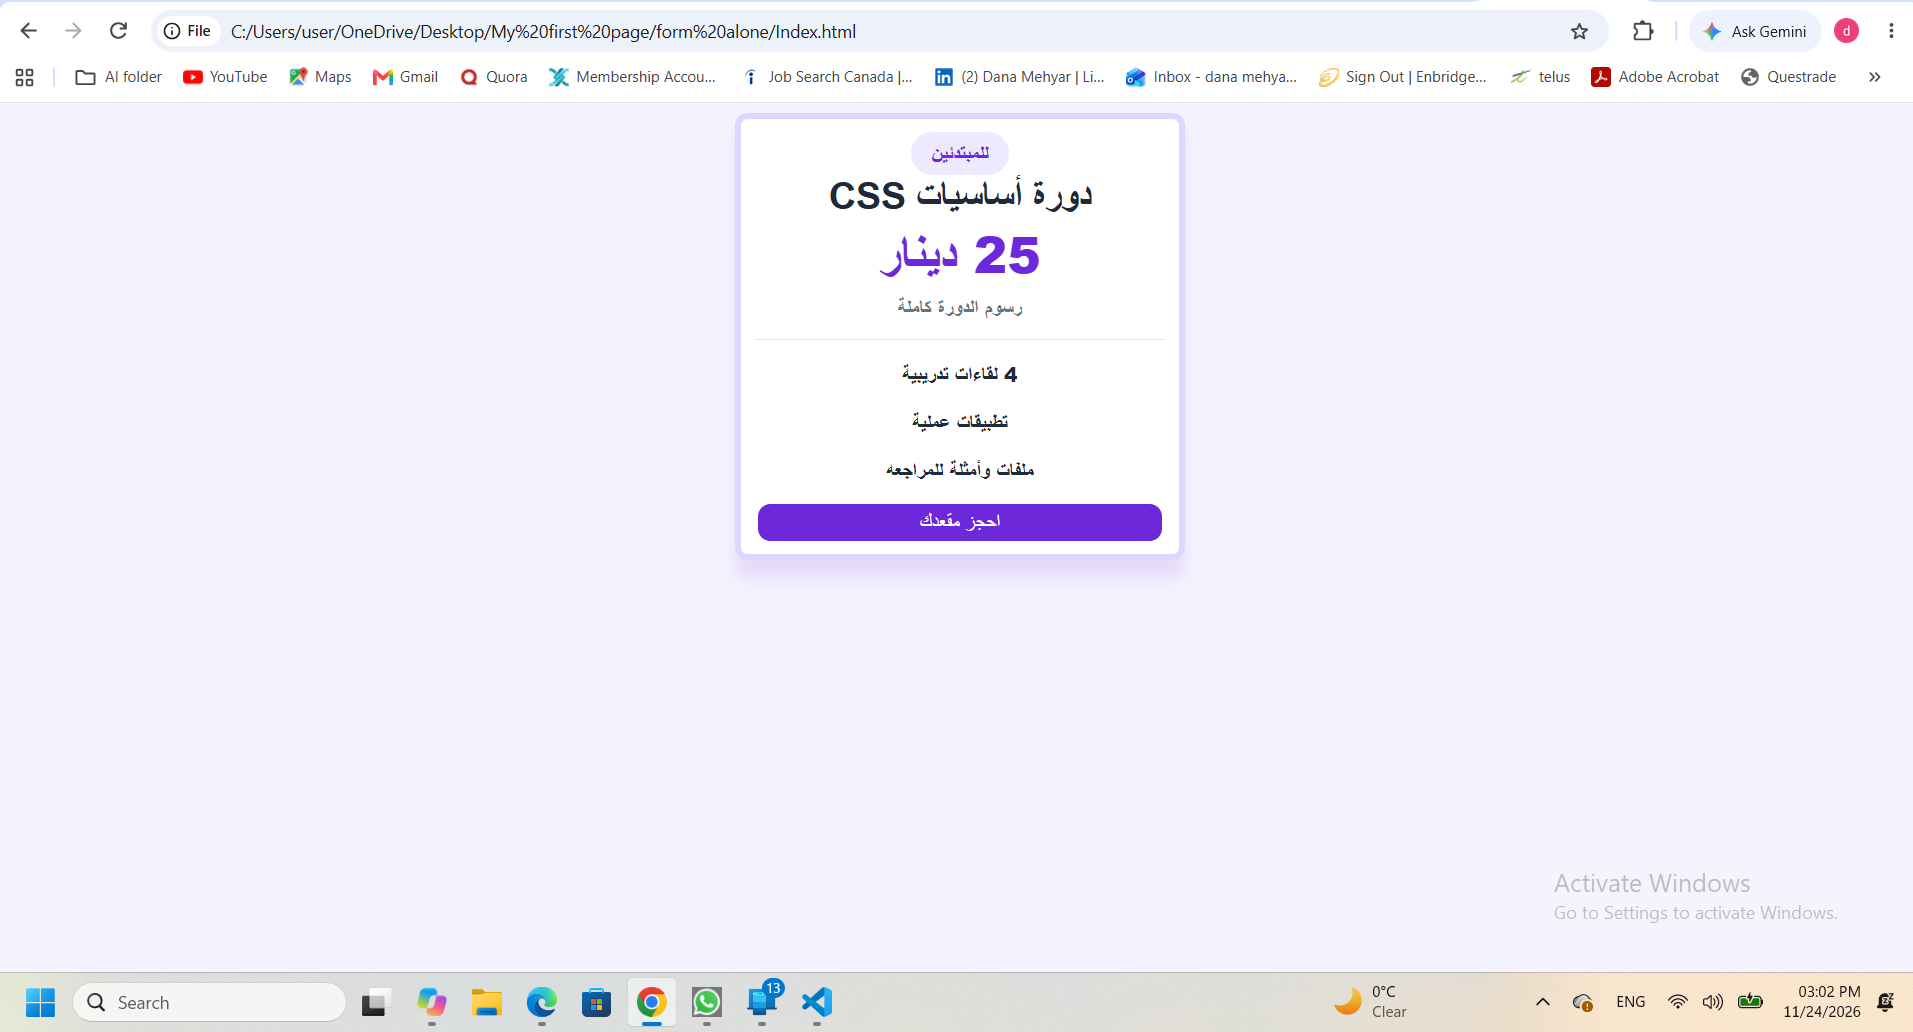 File
C:/Users/user/OneDrive/Desktop/My%20first%20page/form%20alone/Index.html
Ask Gemini
d
AI folder
YouTube
Maps
Gmail
Quora
Membership Accou...
Job Search Canada |...
(2) Dana Mehyar | Li...
Inbox - dana mehya...
Sign Out | Enbridge...
telus
Adobe Acrobat
Questrade
للمبتدئين
دورة أساسيات CSS
25 دينار
رسوم الدورة كاملة
4 لقاءات تدريبية
تطبيقات عملية
ملفات وأمثلة للمراجعه
احجز مقعدك
Activate Windows
Go to Settings to activate Windows.
Search
13
0°C
Clear
ENG
03:02 PM
11/24/2026